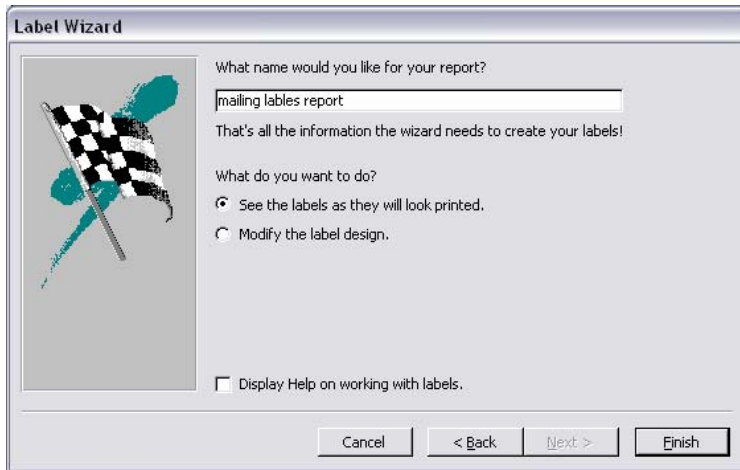 Label Wizard
What name would you like for your report?
mailing lables report
That's all the information the wizard needs to create your labels!
What do you want to do?
See the labels as they will look printed.
Modify the label design.
Display Help on working with labels.
Cancel
< Back
Next >
Finish